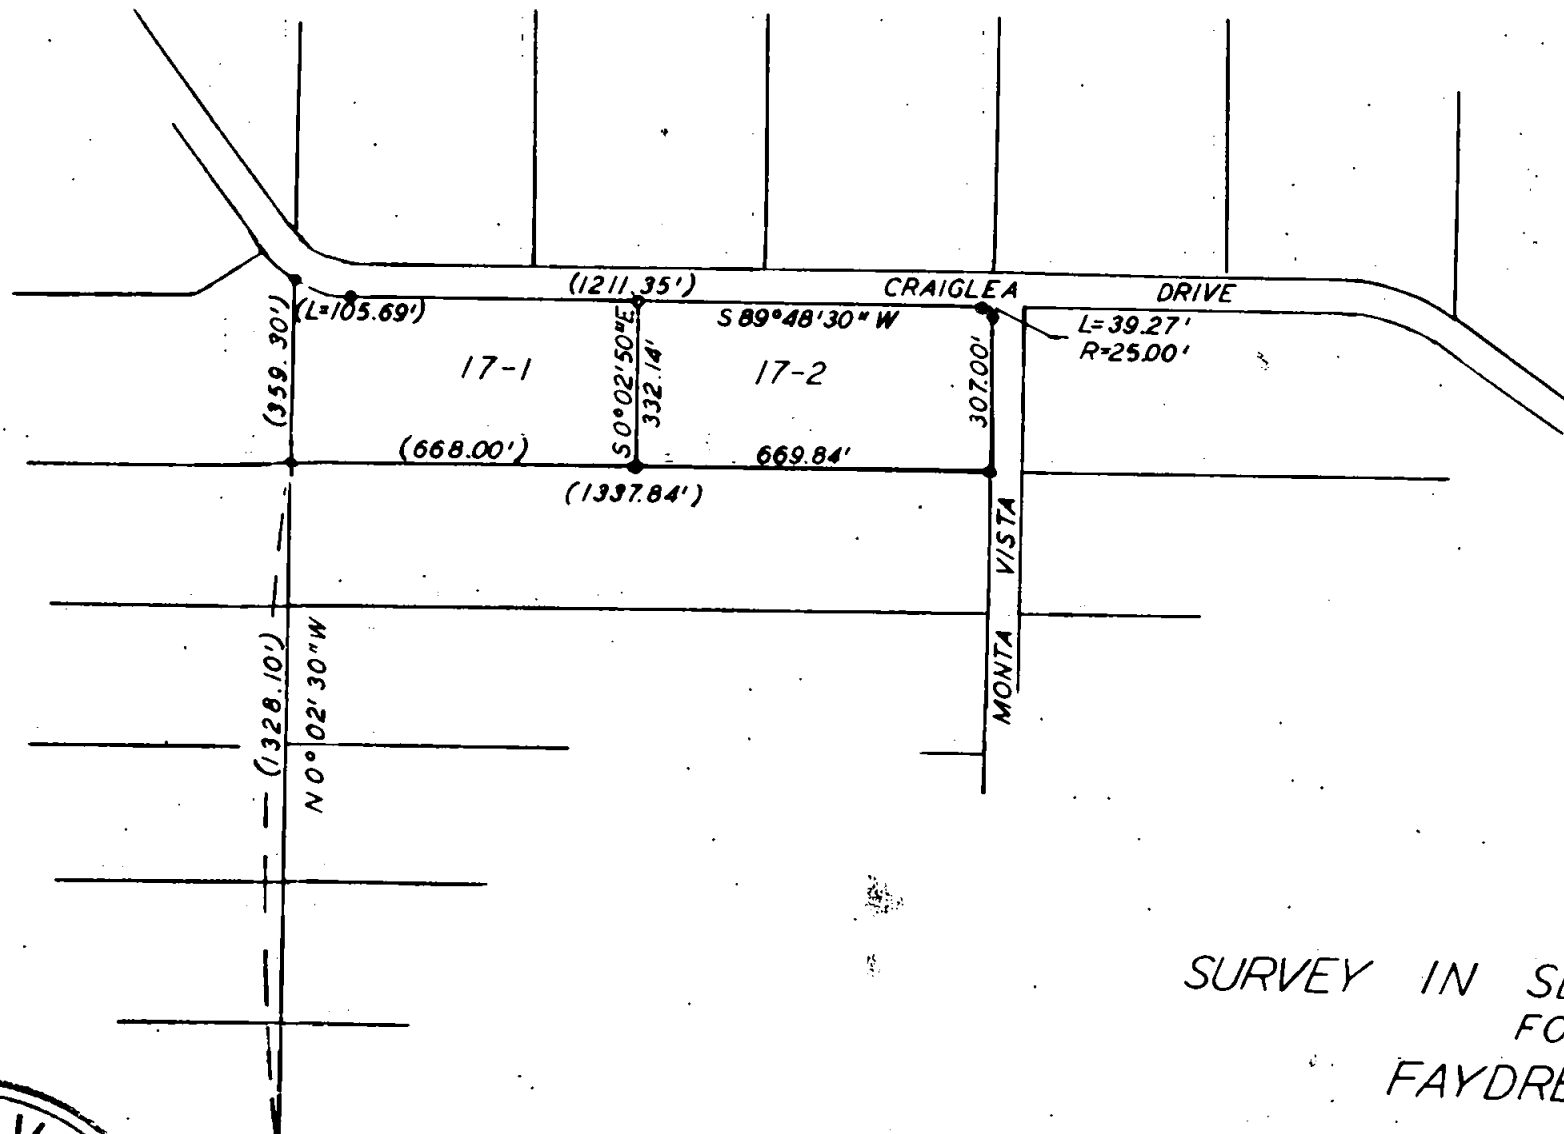 (1211.35')
CRAIGLEA DRIVE
(L=105.69')
S 89°48'30" W
L=39.27'
R=25.00'
(359.30')
17-1
S 0°02'50"E
332.14'
17-2
307.00'
(668.00')
669.84'
(1337.84')
MONTA VISTA
(1328.10')
N 0°02'30"W
SURVEY IN
FAYDRE